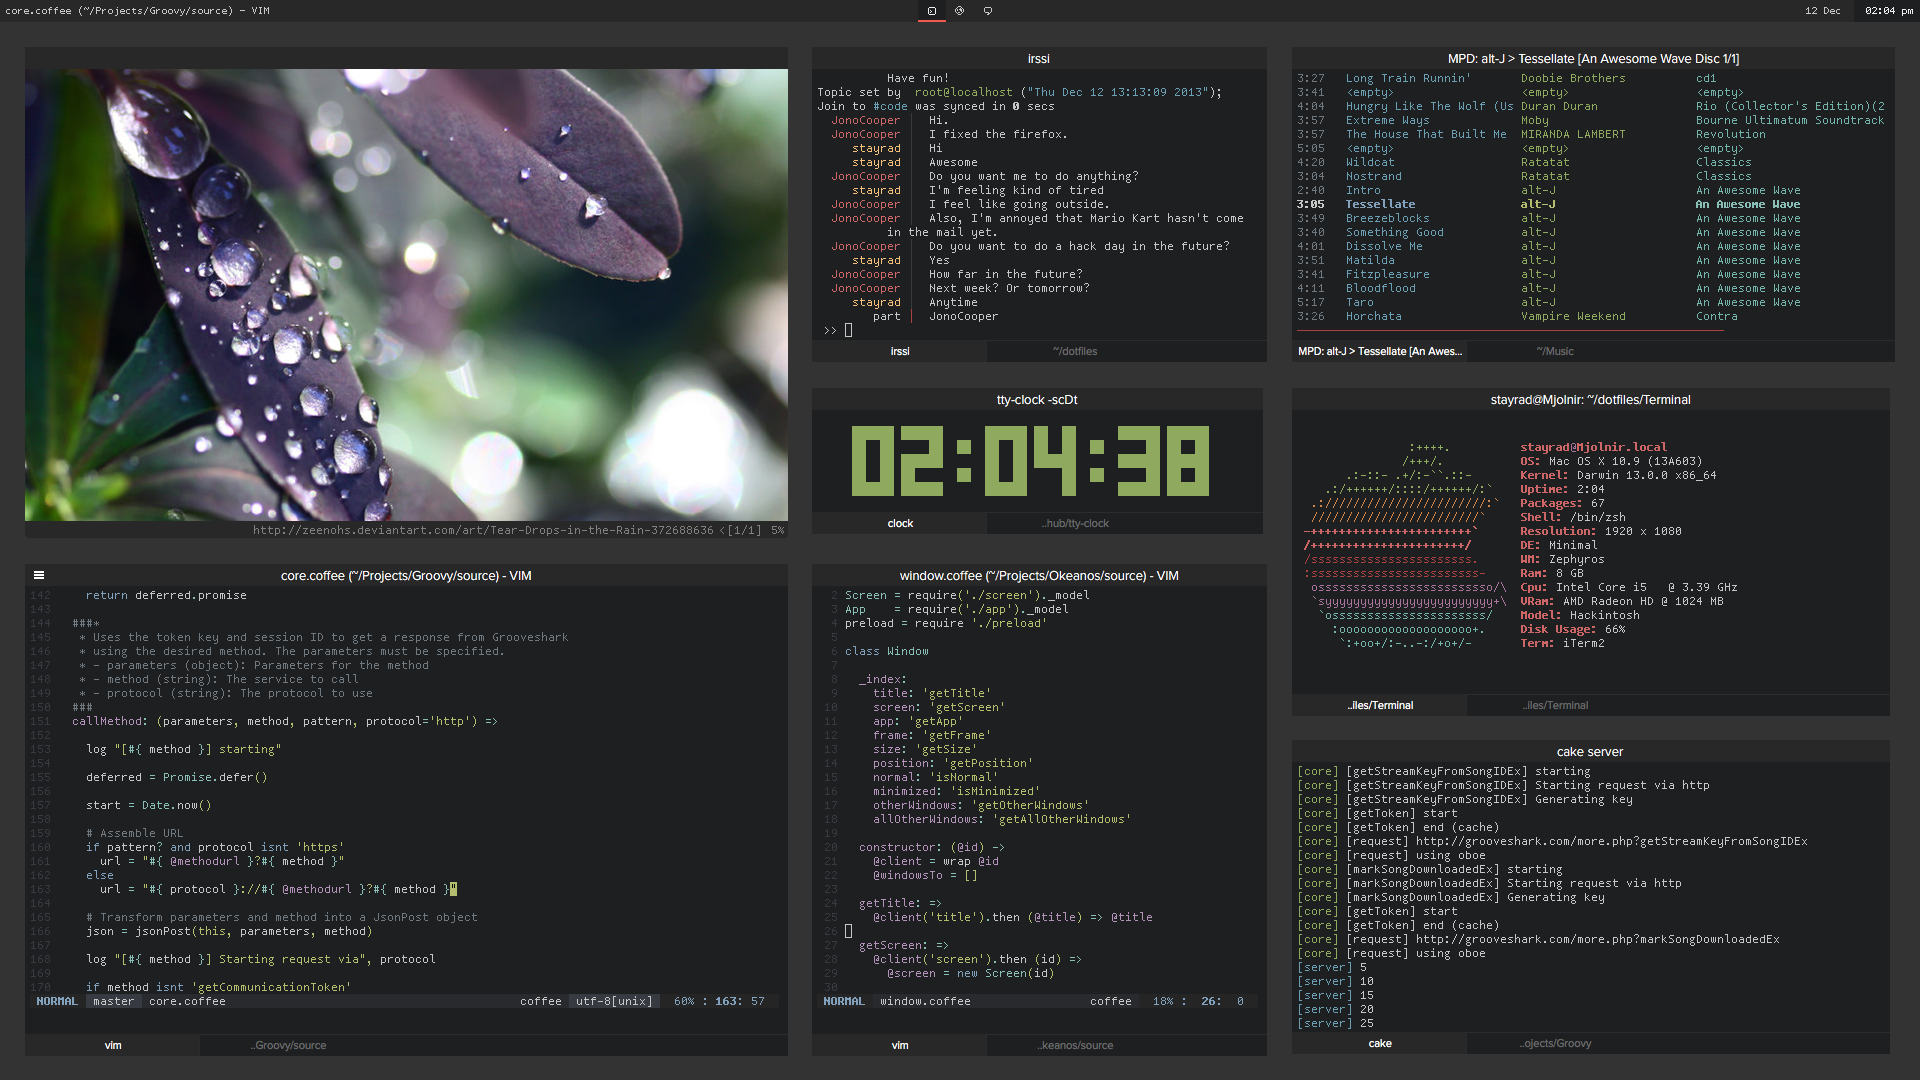 core.coffee (~/Projects/Groovy/source) - VIM
12 Dec
02:04 pm
http://zeenohs.deviantart.com/art/Tear-Drops-in-the-Rain-372688636 <[1/1] 5%
irssi
Have fun!
Topic set by root@localhost ("Thu Dec 12 13:13:09 2013");
Join to #code was synced in 0 secs
JonoCooper │ Hi.
JonoCooper │ I fixed the firefox.
stayrad │ Hi
stayrad │ Awesome
JonoCooper │ Do you want me to do anything?
stayrad │ I'm feeling kind of tired
JonoCooper │ I feel like going outside.
JonoCooper │ Also, I'm annoyed that Mario Kart hasn't come
in the mail yet.
JonoCooper │ Do you want to do a hack day in the future?
stayrad │ Yes
JonoCooper │ How far in the future?
JonoCooper │ Next week? Or tomorrow?
stayrad │ Anytime
part │ JonoCooper
>>
irssi
~/dotfiles
MPD: alt-J > Tessellate [An Awesome Wave Disc 1/1]
3:27 Long Train Runnin' Doobie Brothers cd1
3:41 <empty> <empty> <empty>
4:04 Hungry Like The Wolf (Us Duran Duran Rio (Collector's Edition)(2
3:57 Extreme Ways Moby Bourne Ultimatum Soundtrack
3:57 The House That Built Me MIRANDA LAMBERT Revolution
5:05 <empty> <empty> <empty>
4:20 Wildcat Ratatat Classics
3:04 Nostrand Ratatat Classics
2:40 Intro alt-J An Awesome Wave
3:05 Tessellate alt-J An Awesome Wave
3:49 Breezeblocks alt-J An Awesome Wave
3:40 Something Good alt-J An Awesome Wave
4:01 Dissolve Me alt-J An Awesome Wave
3:51 Matilda alt-J An Awesome Wave
3:41 Fitzpleasure alt-J An Awesome Wave
4:11 Bloodflood alt-J An Awesome Wave
5:17 Taro alt-J An Awesome Wave
3:26 Horchata Vampire Weekend Contra
MPD: alt-J > Tessellate [An Awes...
~/Music
tty-clock -scDt
02:04:38
clock
..hub/tty-clock
stayrad@Mjolnir: ~/dotfiles/Terminal
:++++. stayrad@Mjolnir.local
/+++/. OS: Mac OS X 10.9 (13A603)
.:-::- .+/:-``.::- Kernel: Darwin 13.0.0 x86_64
.:/++++++/::::/++++++/:` Uptime: 2:04
.:///////////////////////:` Packages: 67
////////////////////////` Shell: /bin/zsh
-+++++++++++++++++++++++` Resolution: 1920 x 1080
/++++++++++++++++++++++/ DE: Minimal
/sssssssssssssssssssssss. WM: Zephyros
:ssssssssssssssssssssssss- Ram: 8 GB
osssssssssssssssssssssssso/\ Cpu: Intel Core i5 @ 3.39 GHz
`syyyyyyyyyyyyyyyyyyyyyyyy+\ VRam: AMD Radeon HD @ 1024 MB
`ossssssssssssssssssssss/ Model: Hackintosh
:ooooooooooooooooooo+. Disk Usage: 66%
`:+oo+/:-..-:/+o+/- Term: iTerm2
..iles/Terminal
..iles/Terminal
core.coffee (~/Projects/Groovy/source) - VIM
142 return deferred.promise
143
144 ###*
145 * Uses the token key and session ID to get a response from Grooveshark
146 * using the desired method. The parameters must be specified.
147 * - parameters (object): Parameters for the method
148 * - method (string): The service to call
149 * - protocol (string): The protocol to use
150 ###
151 callMethod: (parameters, method, pattern, protocol='http') =>
152
153 log "[#{ method }] starting"
154
155 deferred = Promise.defer()
156
157 start = Date.now()
158
159 # Assemble URL
160 if pattern? and protocol isnt 'https'
161 url = "#{ @methodurl }?#{ method }"
162 else
163 url = "#{ protocol }://#{ @methodurl }?#{ method }"
164
165 # Transform parameters and method into a JsonPost object
166 json = jsonPost(this, parameters, method)
167
168 log "[#{ method }] Starting request via", protocol
169
170 if method isnt 'getCommunicationToken'
NORMAL master core.coffee coffee utf-8[unix] 60% : 163: 57
vim
..Groovy/source
window.coffee (~/Projects/Okeanos/source) - VIM
2 Screen = require('./screen')._model
3 App = require('./app')._model
4 preload = require './preload'
5
6 class Window
7
8 _index:
9 title: 'getTitle'
10 screen: 'getScreen'
11 app: 'getApp'
12 frame: 'getFrame'
13 size: 'getSize'
14 position: 'getPosition'
15 normal: 'isNormal'
16 minimized: 'isMinimized'
17 otherWindows: 'getOtherWindows'
18 allOtherWindows: 'getAllOtherWindows'
19
20 constructor: (@id) ->
21 @client = wrap @id
22 @windowsTo = []
23
24 getTitle: =>
25 @client('title').then (@title) => @title
26
27 getScreen: =>
28 @client('screen').then (id) =>
29 @screen = new Screen(id)
30
NORMAL window.coffee coffee 18% : 26: 0
vim
..keanos/source
cake server
[core] [getStreamKeyFromSongIDEx] starting
[core] [getStreamKeyFromSongIDEx] Starting request via http
[core] [getStreamKeyFromSongIDEx] Generating key
[core] [getToken] start
[core] [getToken] end (cache)
[core] [request] http://grooveshark.com/more.php?getStreamKeyFromSongIDEx
[core] [request] using oboe
[core] [markSongDownloadedEx] starting
[core] [markSongDownloadedEx] Starting request via http
[core] [markSongDownloadedEx] Generating key
[core] [getToken] start
[core] [getToken] end (cache)
[core] [request] http://grooveshark.com/more.php?markSongDownloadedEx
[core] [request] using oboe
[server] 5
[server] 10
[server] 15
[server] 20
[server] 25
cake
..ojects/Groovy